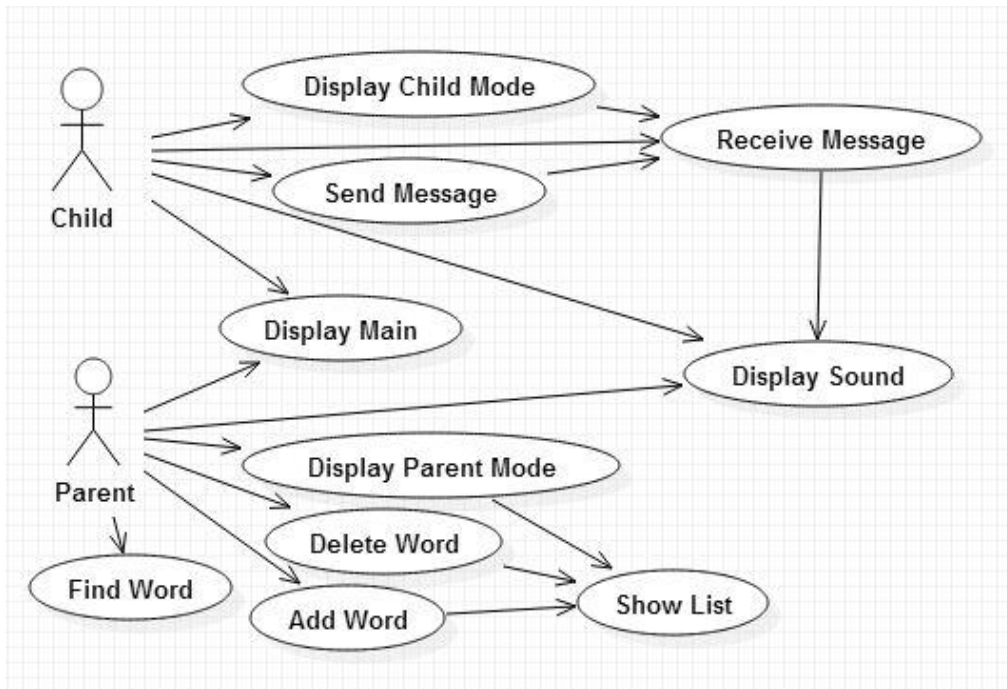 Display Child Mode
Receive Message
Send Message
Child
Display Main
Display Sound
Display Parent Mode
Parent
Delete Word
Find Word
Show List
Add Word